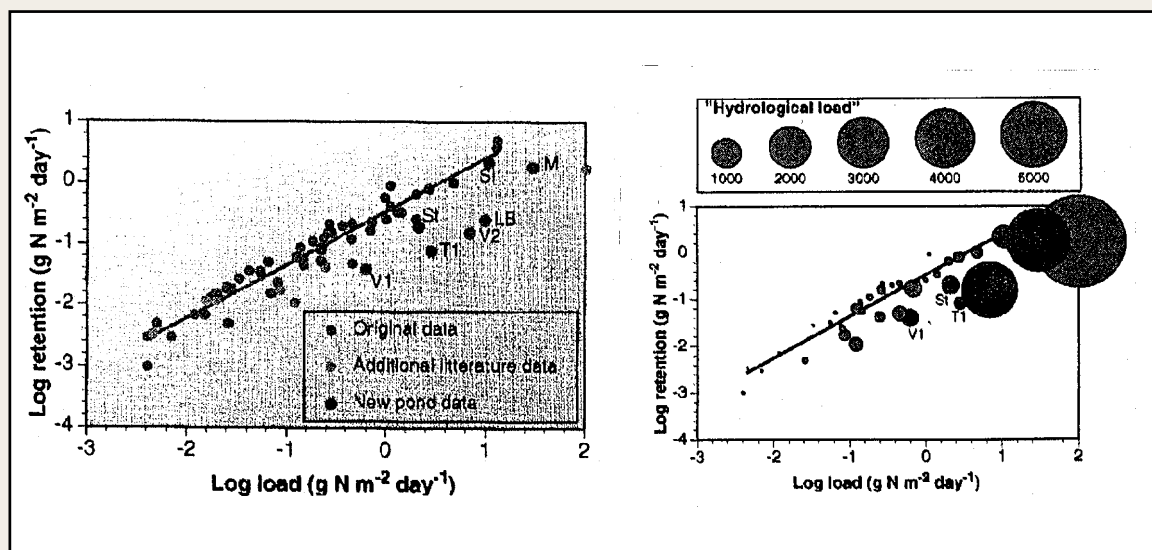 Log retention (g N m⁻² day⁻¹)
1
0
-1
-2
-3
-4
S1
M
St
LB
V2
T1
V1
Original data
Additional litterature data
New pond data
-3
-2
-1
0
1
2
Log load (g N m⁻² day⁻¹)
"Hydrological load"
1000
2000
3000
4000
6000
Log retention (g N m⁻² day⁻¹)
1
0
-1
-2
-3
-4
St
T1
V1
-3
-2
-1
0
1
2
Log load (g N m⁻² day⁻¹)